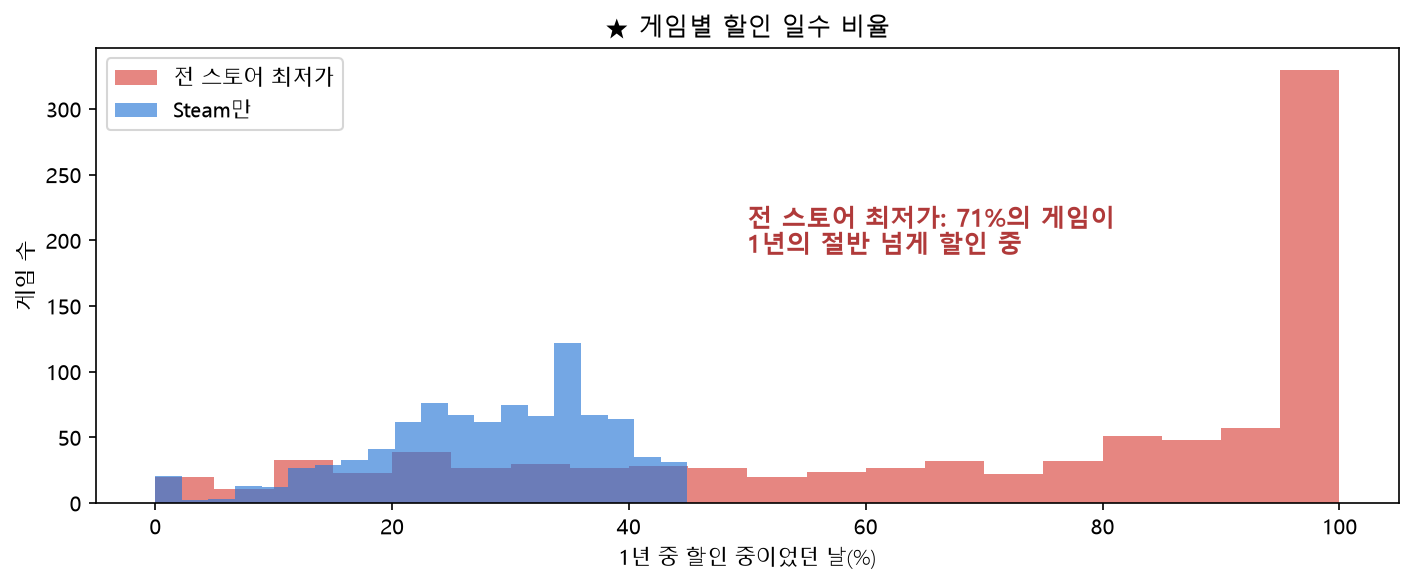 ★ 게임별 할인 일수 비율
전 스토어 최저가
Steam만
전 스토어 최저가: 71%의 게임이
1년의 절반 넘게 할인 중
게임 수
300
250
200
150
100
50
0
0 20 40 60 80 100
1년 중 할인 중이었던 날(%)